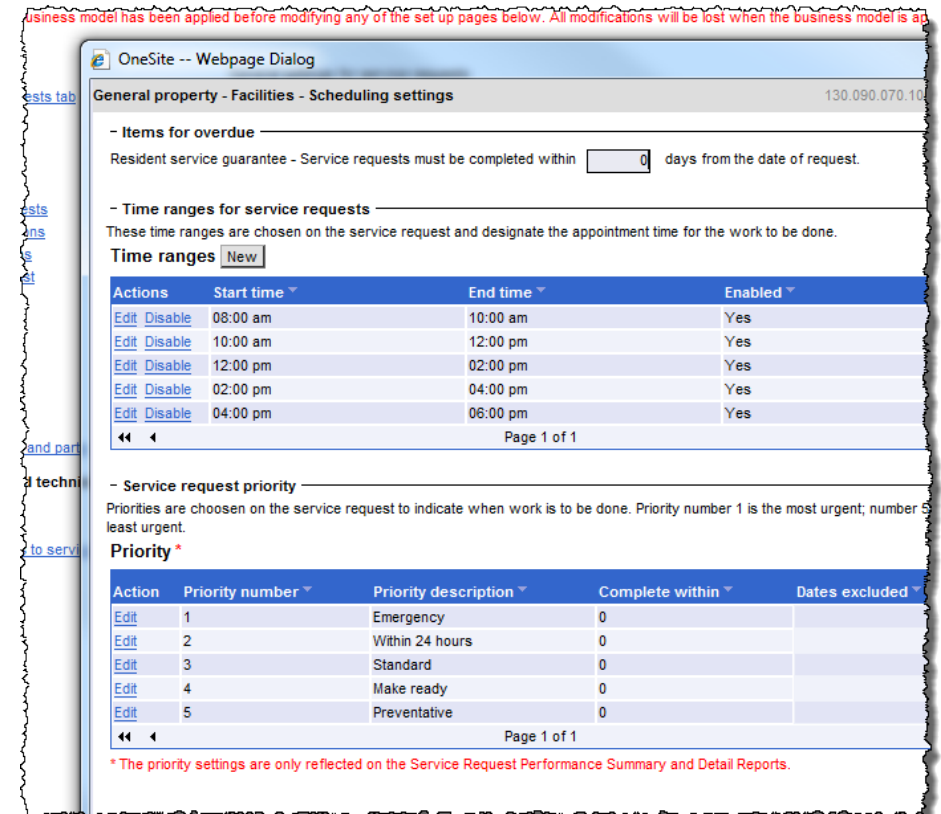 usiness model has been applied before modifying any of the set up pages below. All modifications will be lost when the business model is ap
OneSite -- Webpage Dialog
ests tab
General property - Facilities - Scheduling settings 130.090.070.10
- Items for overdue
Resident service guarantee - Service requests must be completed within 0 days from the date of request.
ests
- Time ranges for service requests
ons
These time ranges are chosen on the service request and designate the appointment time for the work to be done.
s
Time ranges New
st
Actions Start time End time Enabled
Edit Disable 08:00 am 10:00 am Yes
Edit Disable 10:00 am 12:00 pm Yes
Edit Disable 12:00 pm 02:00 pm Yes
Edit Disable 02:00 pm 04:00 pm Yes
Edit Disable 04:00 pm 06:00 pm Yes
Page 1 of 1
and part
d techni
- Service request priority
Priorities are choosen on the service request to indicate when work is to be done. Priority number 1 is the most urgent; number 5
least urgent.
to servi
Priority *
Action Priority number Priority description Complete within Dates excluded
Edit 1 Emergency 0
Edit 2 Within 24 hours 0
Edit 3 Standard 0
Edit 4 Make ready 0
Edit 5 Preventative 0
Page 1 of 1
* The priority settings are only reflected on the Service Request Performance Summary and Detail Reports.